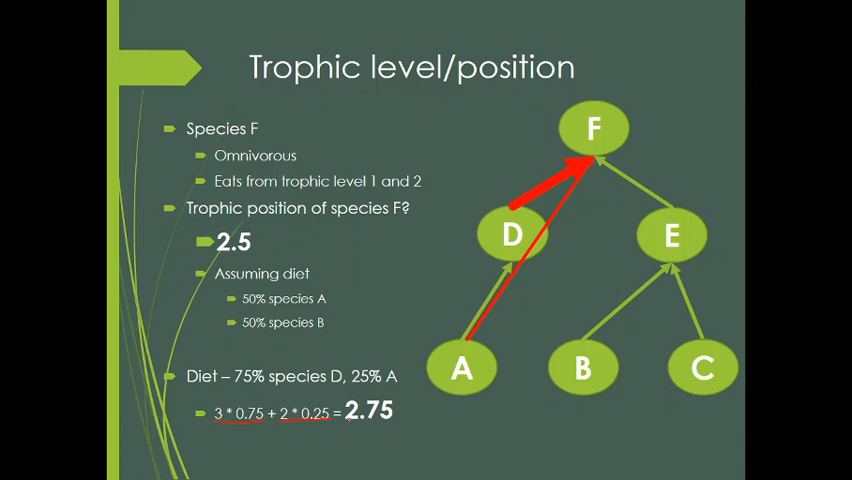 Trophic level/position
Species F
Omnivorous
Eats from trophic level 1 and 2
Trophic position of species F?
2.5
Assuming diet
50% species A
50% species B
Diet – 75% species D, 25% A
3 * 0.75 + 2 * 0.25 = 2.75
F
D
E
A
B
C